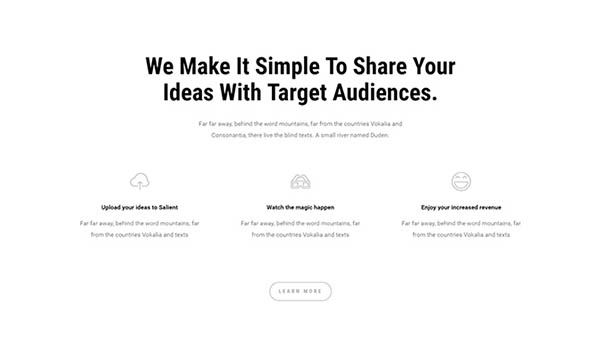 We Make It Simple To Share Your
Ideas With Target Audiences.
Far far away, behind the word mountains, far from the countries Vokalia and
Consonantia, there live the blind texts. A small river named Duden.
Upload your ideas to Salient
Far far away, behind the word mountains, far
from the countries Vokalia and texts
Watch the magic happen
Far far away, behind the word mountains, far
from the countries Vokalia and texts
Enjoy your increased revenue
Far far away, behind the word mountains, far
from the countries Vokalia and texts
LEARN MORE